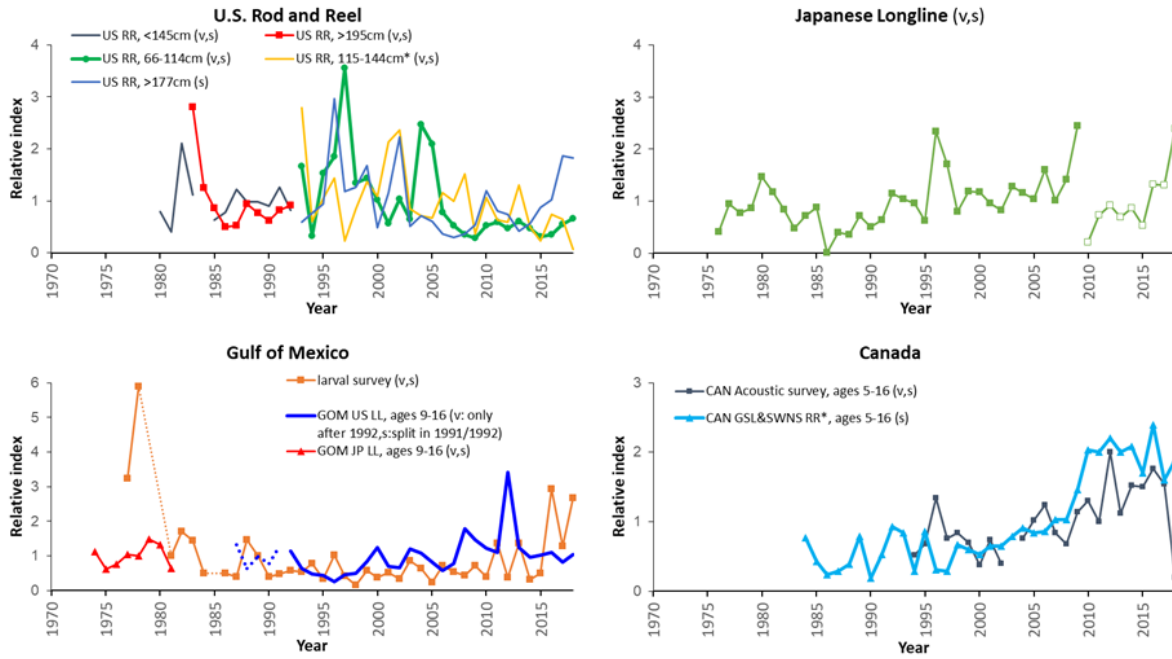 U.S. Rod and Reel
US RR, <145cm (v,s)
US RR, >195cm (v,s)
US RR, 66-114cm (v,s)
US RR, 115-144cm* (v,s)
US RR, >177cm (s)
Relative index
4
3
2
1
0
1970
1975
1980
1985
1990
1995
2000
2005
2010
2015
Year
Japanese Longline (v,s)
Relative index
4
3
2
1
0
1970
1975
1980
1985
1990
1995
2000
2005
2010
2015
Year
Gulf of Mexico
larval survey (v,s)
GOM US LL, ages 9-16 (v: only
after 1992,s:split in 1991/1992)
GOM JP LL, ages 9-16 (v,s)
Relative index
6
5
4
3
2
1
0
1970
1975
1980
1985
1990
1995
2000
2005
2010
2015
Year
Canada
CAN Acoustic survey, ages 5-16 (v,s)
CAN GSL&SWNS RR*, ages 5-16 (s)
Relative index
3
2
1
0
1970
1975
1980
1985
1990
1995
2000
2005
2010
2015
Year